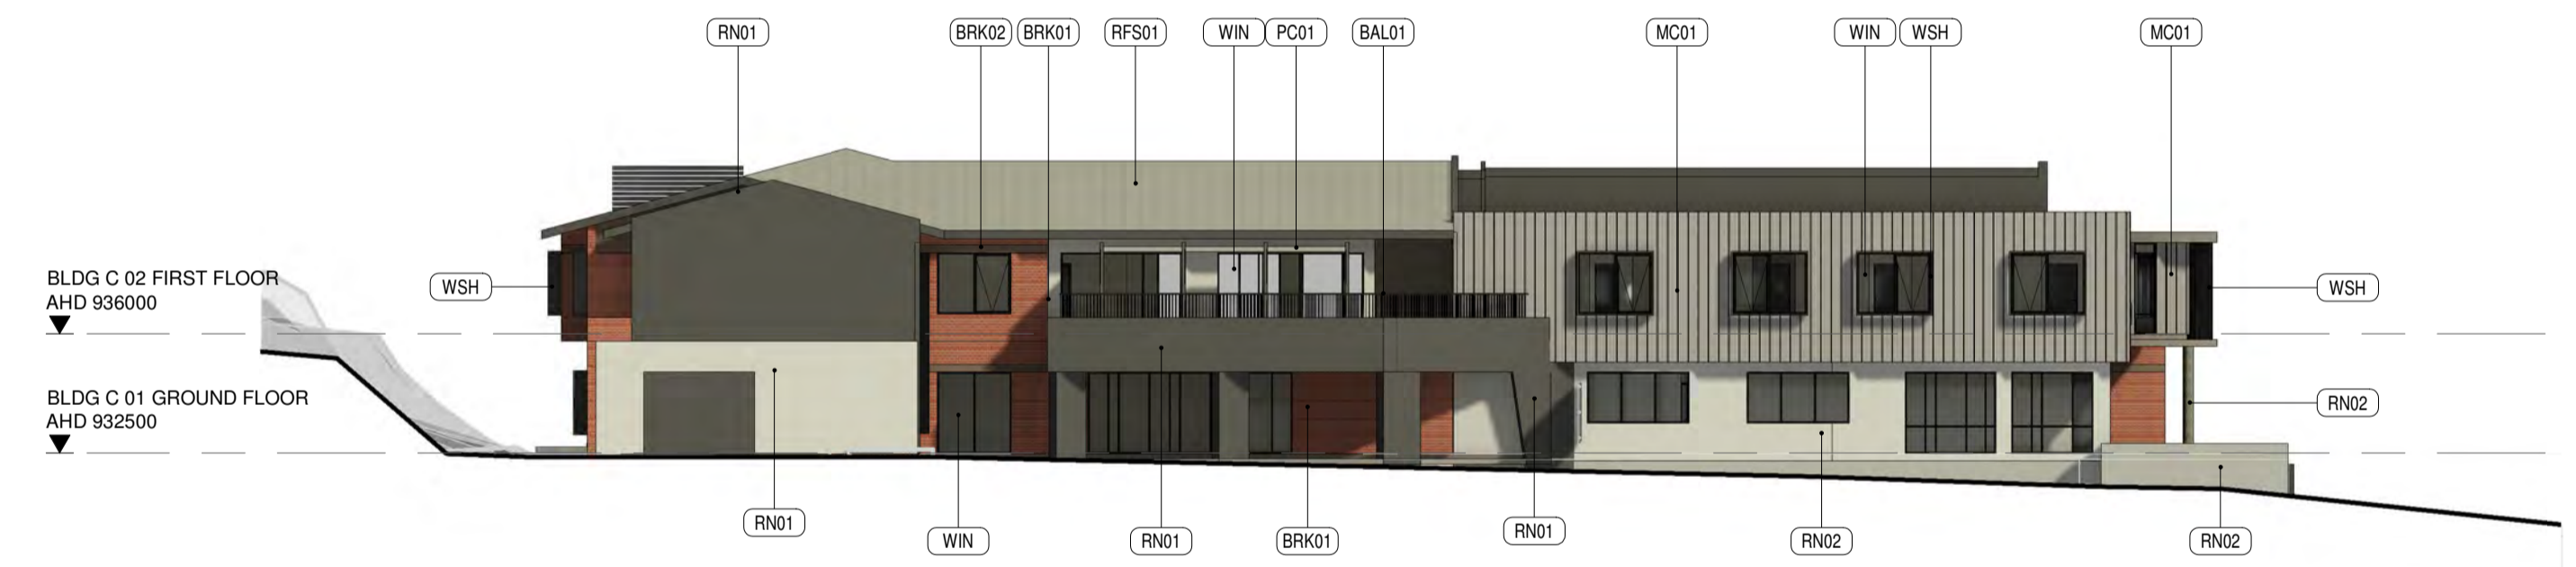 RN01
BRK02
BRK01
RFS01
WIN
PC01
BAL01
MC01
WIN
WSH
MC01
BLDG C 02 FIRST FLOOR
AHD 936000
WSH
WSH
BLDG C 01 GROUND FLOOR
AHD 932500
RN02
RN01
WIN
RN01
BRK01
RN01
RN02
RN02